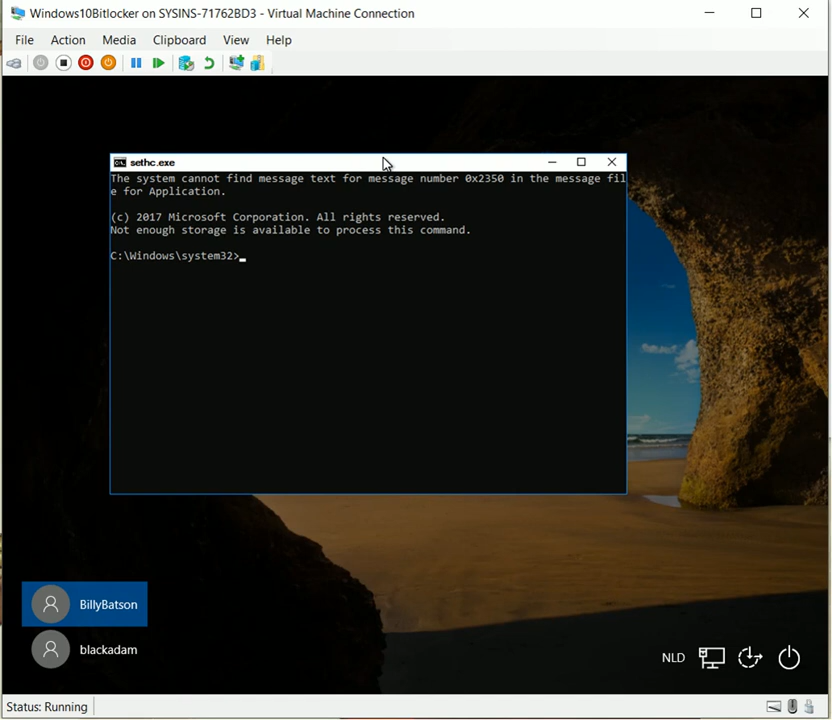 Windows10Bitlocker on SYSINS-71762BD3 - Virtual Machine Connection
File Action Media Clipboard View Help
sethc.exe
The system cannot find message text for message number 0x2350 in the message fil
e for Application.
(c) 2017 Microsoft Corporation. All rights reserved.
Not enough storage is available to process this command.
C:\Windows\system32>
BillyBatson
blackadam
NLD
Status: Running